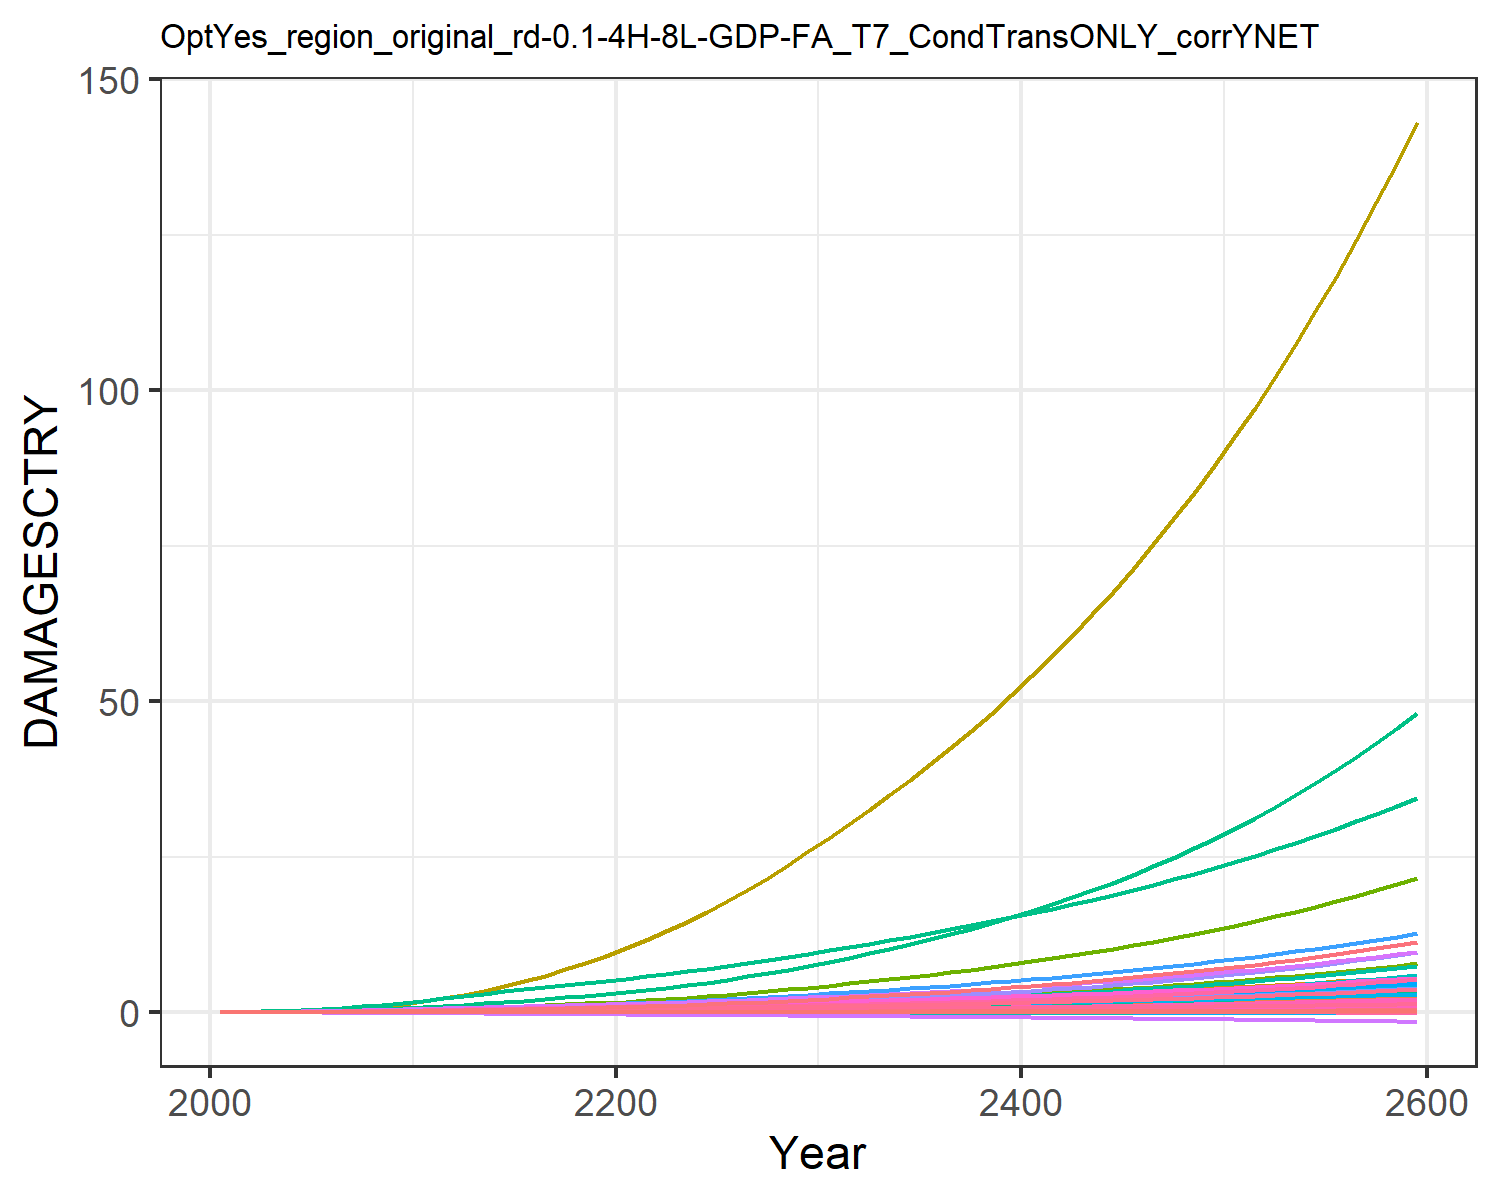 OptYes_region_original_rd-0.1-4H-8L-GDP-FA_T7_CondTransONLY_corrYNET
150
100
50
0
DAMAGESCTRY
2000 2200 2400 2600
Year